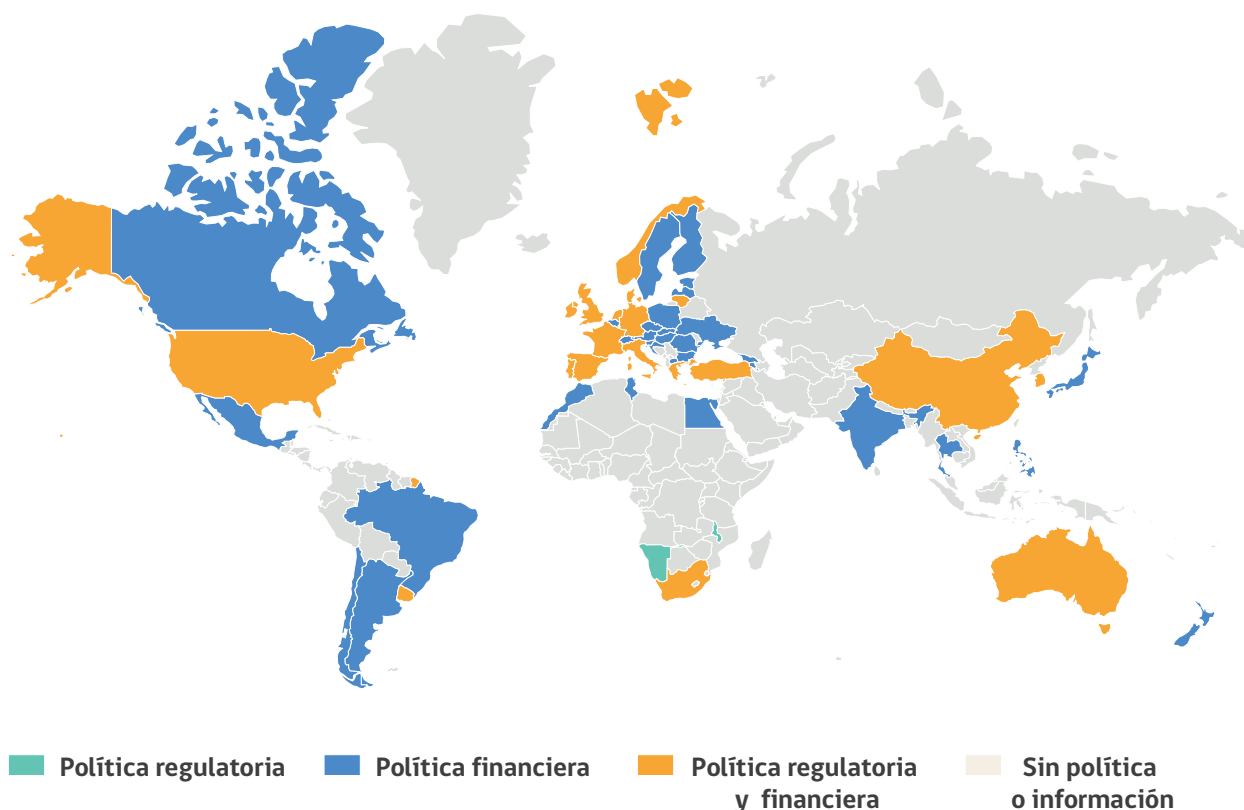 Política regulatoria
Política financiera
Política regulatoria
y financiera
Sin política
o información